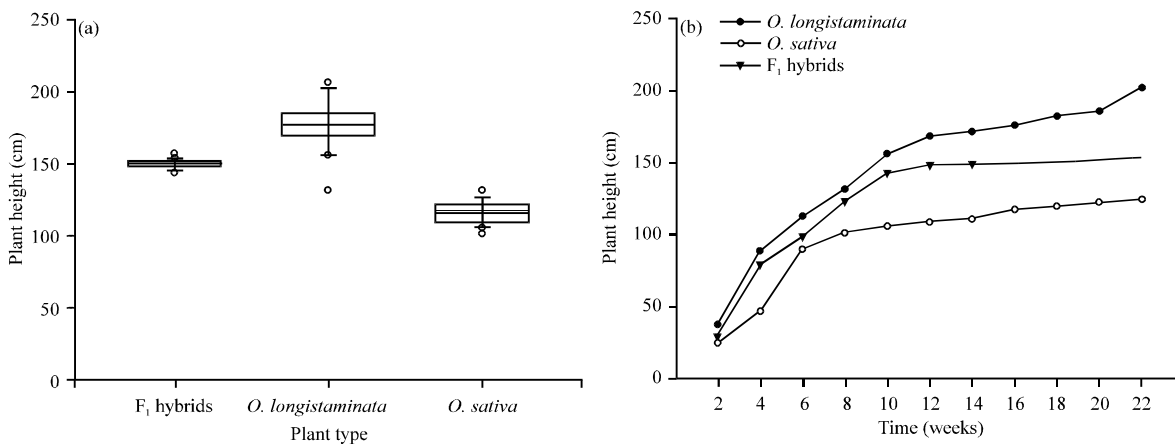 (a)
Plant height (cm)
250
200
150
100
50
0
F₁ hybrids
O. longistaminata
O. sativa
Plant type
(b)
O. longistaminata
O. sativa
F₁ hybrids
Plant height (cm)
250
200
150
100
50
0
2 4 6 8 10 12 14 16 18 20 22
Time (weeks)